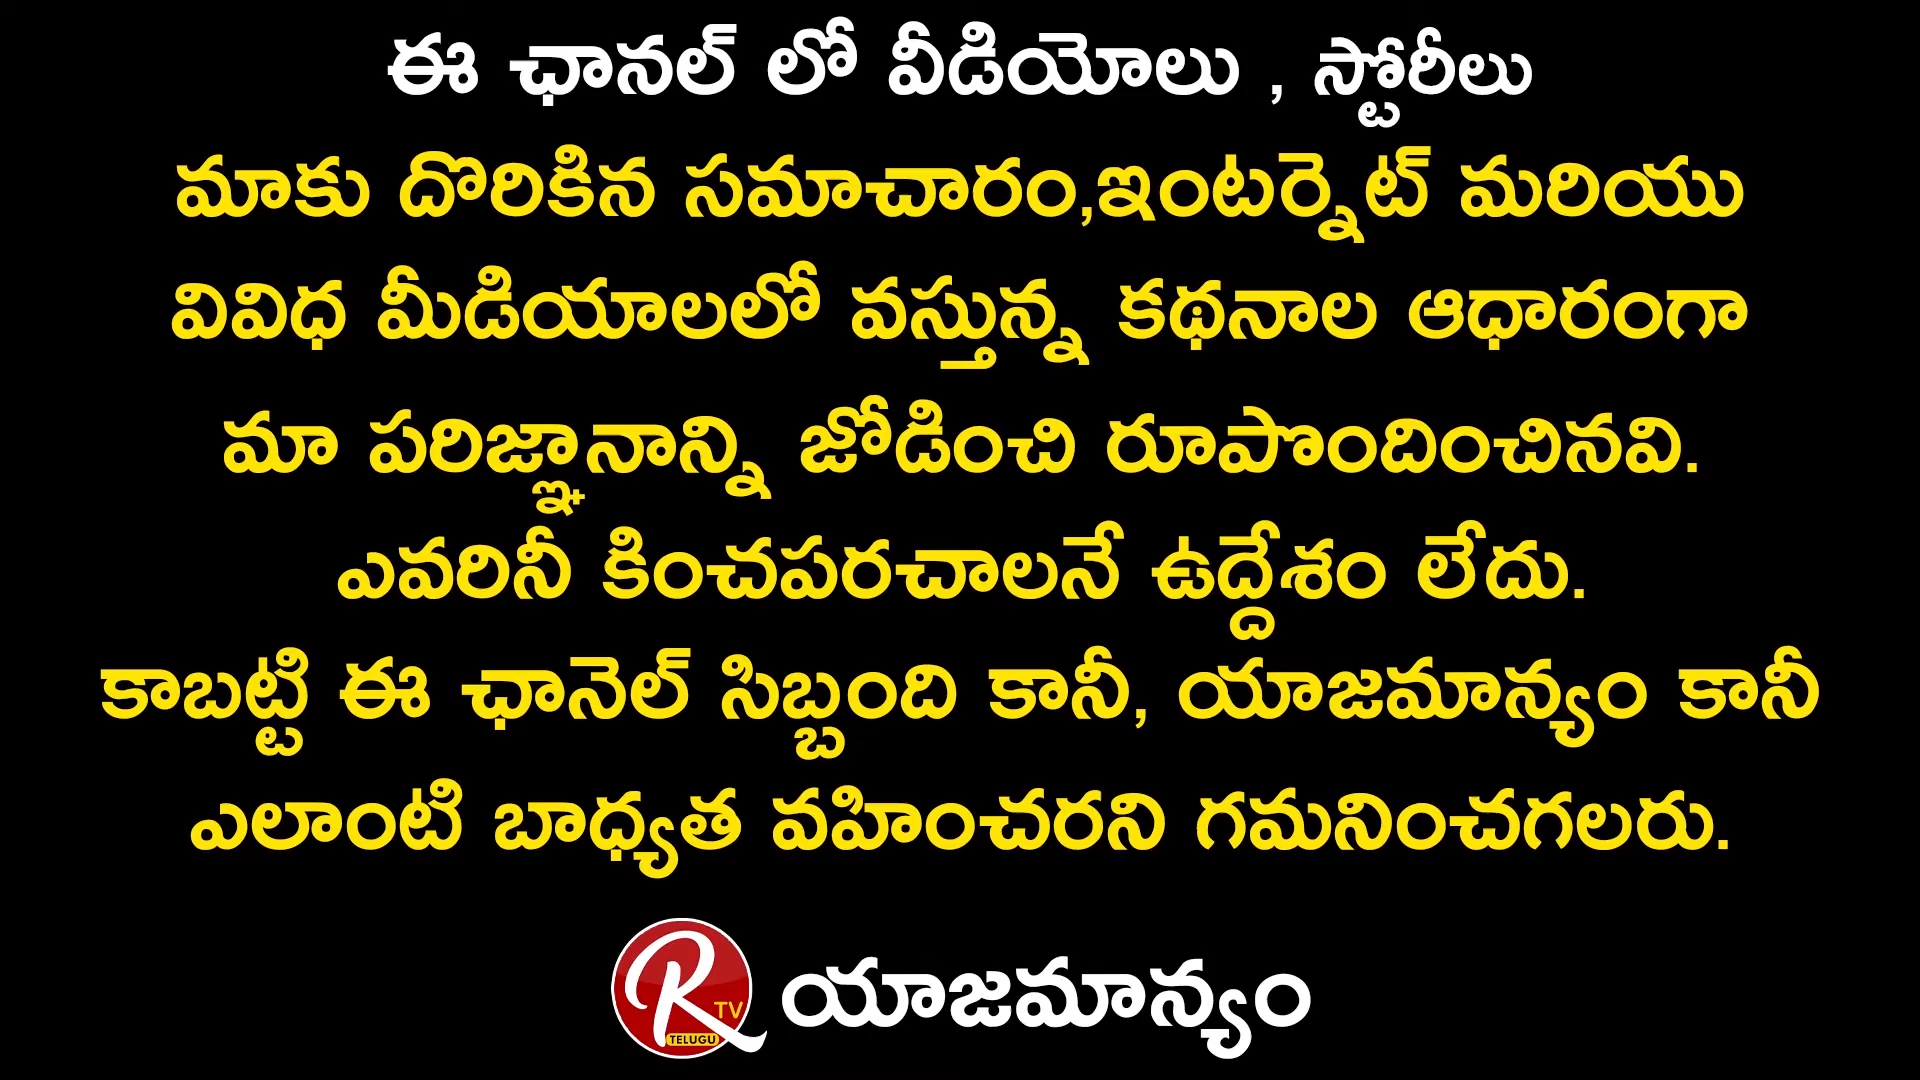 ఈ ఛానల్ లో వీడియోలు , స్టోరీలు
మాకు దొరికిన సమాచారం,ఇంటర్నెట్ మరియు
వివిధ మీడియాలలో వస్తున్న కథనాల ఆధారంగా
మా పరిజ్ఞానాన్ని జోడించి రూపొందించినవి.
ఎవరినీ కించపరచాలనే ఉద్దేశం లేదు.
కాబట్టి ఈ ఛానెల్ సిబ్బంది కానీ, యాజమాన్యం కానీ
ఎలాంటి బాధ్యత వహించరని గమనించగలరు.
R TV TELUGU యాజమాన్యం